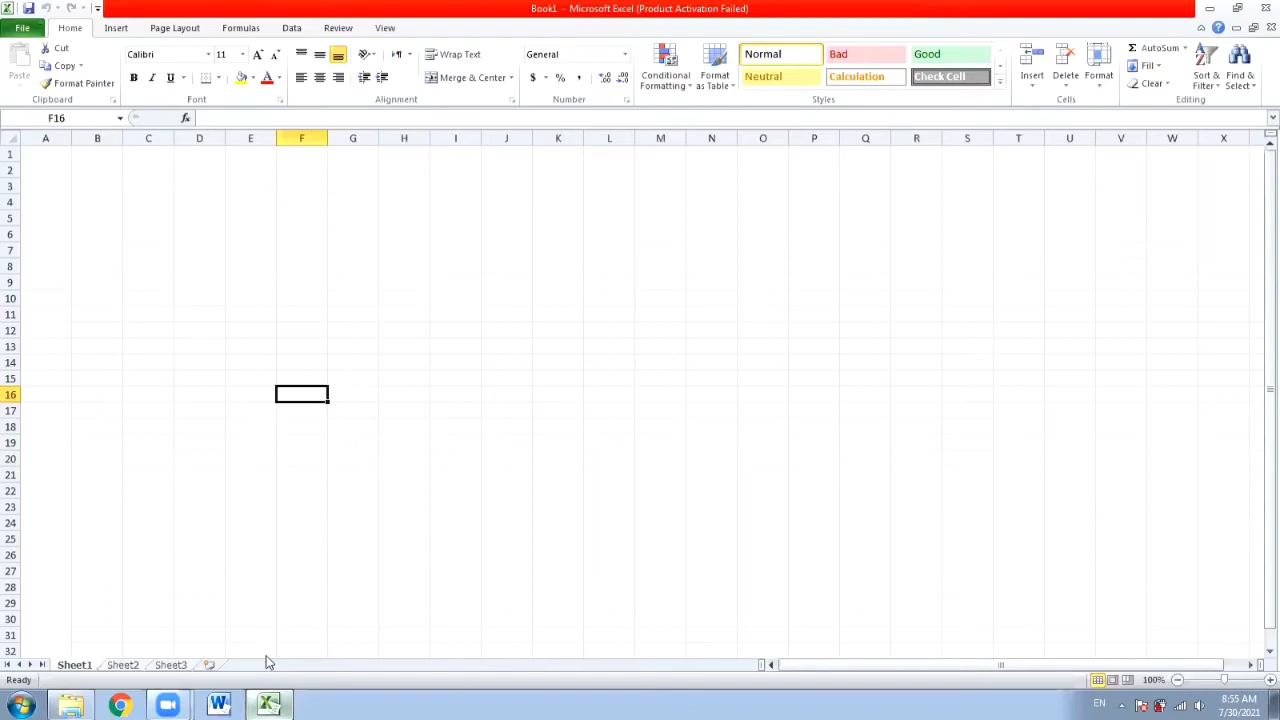 Book1 - Microsoft Excel (Product Activation Failed)
File Home Insert Page Layout Formulas Data Review View
Paste
Cut
Copy
Format Painter
Clipboard
Calibri 11
B I U
Font
Wrap Text
Merge & Center
Alignment
General
$ % ,
Number
Conditional Formatting
Format as Table
Normal Bad Good
Neutral Calculation Check Cell
Styles
Insert Delete Format
Cells
Σ AutoSum
Fill
Clear
Sort & Filter
Find & Select
Editing
F16 fx
A B C D E F G H I J K L M N O P Q R S T U V W X
1
2
3
4
5
6
7
8
9
10
11
12
13
14
15
16
17
18
19
20
21
22
23
24
25
26
27
28
29
30
31
32
Sheet1 Sheet2 Sheet3
Ready 100%
EN 8:55 AM
7/30/2021